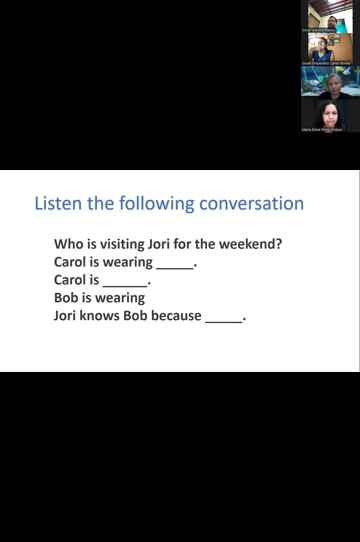 Listen the following conversation
Who is visiting Jori for the weekend?
Carol is wearing _____.
Carol is ______.
Bob is wearing
Jori knows Bob because _____.